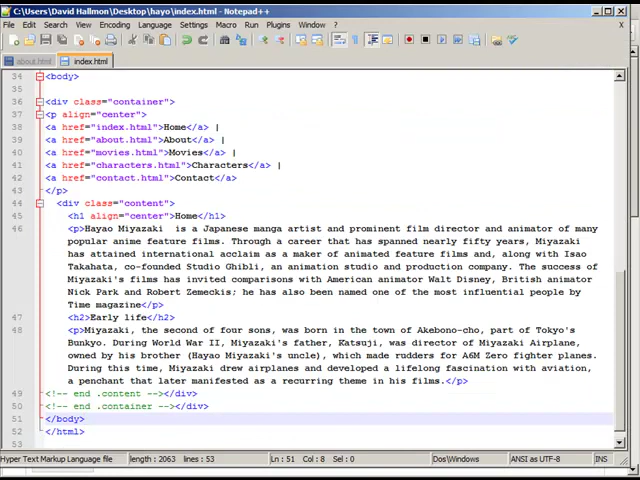 C:\Users\David Hallmon\Desktop\hayo\index.html - Notepad++
File Edit Search View Encoding Language Settings Macro Run Plugins Window ? X
about.html index.html
34 <body>
35
36 <div class="container">
37 <p align="center">
38 <a href="index.html">Home</a> |
39 <a href="about.html">About</a> |
40 <a href="movies.html">Movies</a> |
41 <a href="characters.html">Characters</a> |
42 <a href="contact.html">Contact</a>
43 </p>
44 <div class="content">
45 <h1 align="center">Home</h1>
46 <p>Hayao Miyazaki is a Japanese manga artist and prominent film director and animator of many
popular anime feature films. Through a career that has spanned nearly fifty years, Miyazaki
has attained international acclaim as a maker of animated feature films and, along with Isao
Takahata, co-founded Studio Ghibli, an animation studio and production company. The success of
Miyazaki's films has invited comparisons with American animator Walt Disney, British animator
Nick Park and Robert Zemeckis; he has also been named one of the most influential people by
Time magazine</p>
47 <h2>Early life</h2>
48 <p>Miyazaki, the second of four sons, was born in the town of Akebono-cho, part of Tokyo's
Bunkyo. During World War II, Miyazaki's father, Katsuji, was director of Miyazaki Airplane,
owned by his brother (Hayao Miyazaki's uncle), which made rudders for A6M Zero fighter planes.
During this time, Miyazaki drew airplanes and developed a lifelong fascination with aviation,
a penchant that later manifested as a recurring theme in his films.</p>
49 <!-- end .content --></div>
50 <!-- end .container --></div>
51 </body>
52 </html>
53
Hyper Text Markup Language file length : 2063 lines : 53 Ln : 51 Col : 8 Sel : 0 Dos\Windows ANSI as UTF-8 INS